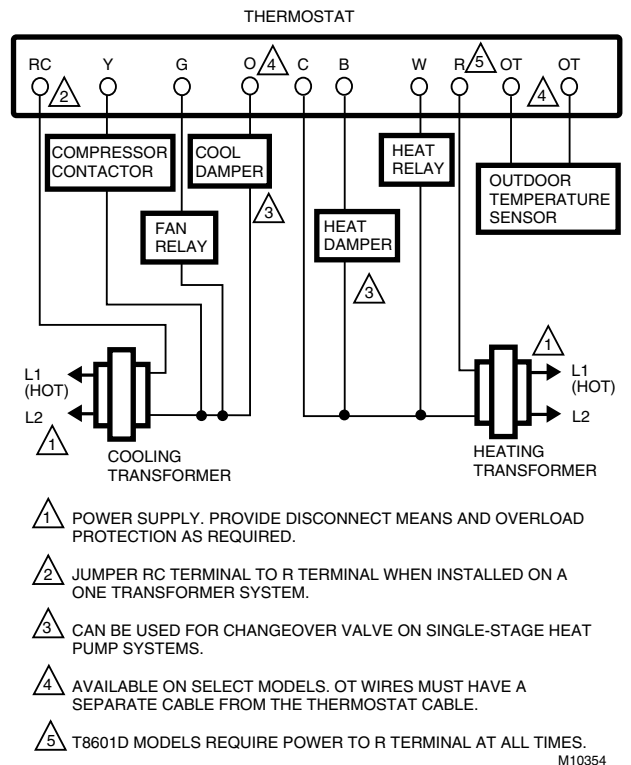 THERMOSTAT
RC Y G O 4 C B W R 5 OT OT
2 4
COMPRESSOR
CONTACTOR
COOL
DAMPER
HEAT
RELAY
OUTDOOR
TEMPERATURE
SENSOR
3
FAN
RELAY
HEAT
DAMPER
3
L1
(HOT)
L2
1
COOLING
TRANSFORMER
1
L1
(HOT)
L2
HEATING
TRANSFORMER
1 POWER SUPPLY. PROVIDE DISCONNECT MEANS AND OVERLOAD
PROTECTION AS REQUIRED.
2 JUMPER RC TERMINAL TO R TERMINAL WHEN INSTALLED ON A
ONE TRANSFORMER SYSTEM.
3 CAN BE USED FOR CHANGEOVER VALVE ON SINGLE-STAGE HEAT
PUMP SYSTEMS.
4 AVAILABLE ON SELECT MODELS. OT WIRES MUST HAVE A
SEPARATE CABLE FROM THE THERMOSTAT CABLE.
5 T8601D MODELS REQUIRE POWER TO R TERMINAL AT ALL TIMES.
M10354